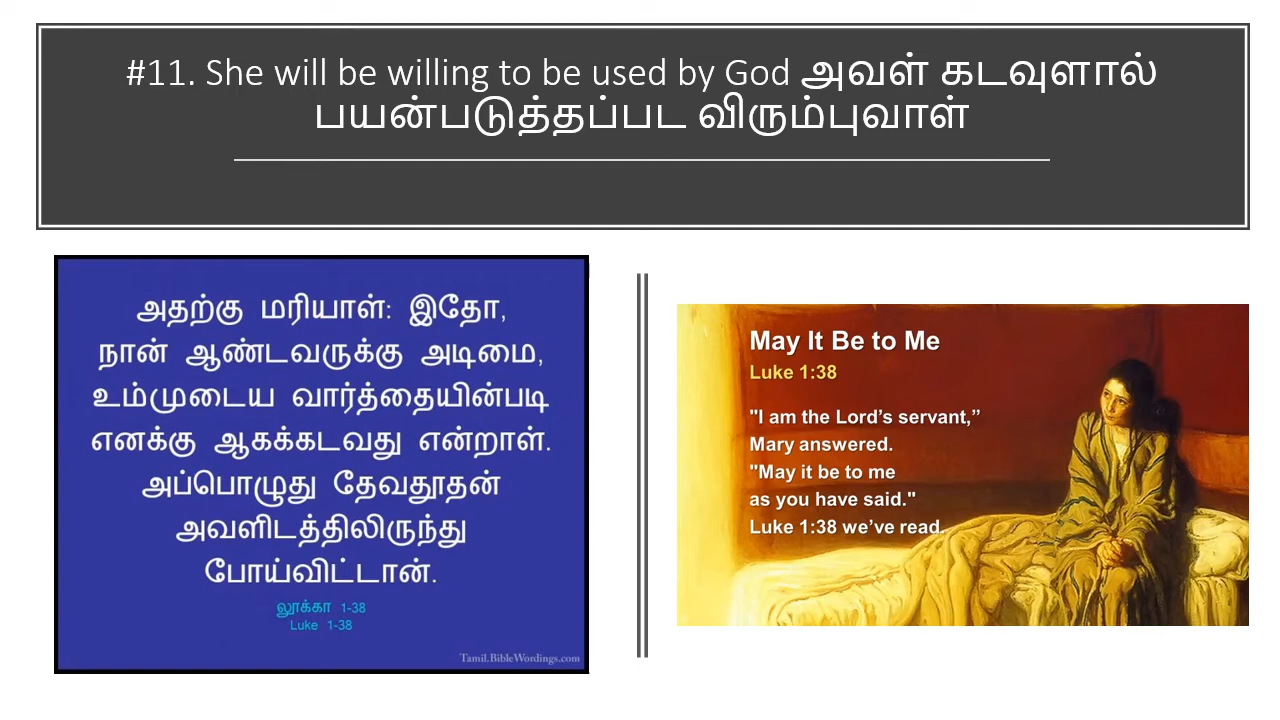 #11. She will be willing to be used by God அவள் கடவுளால்
பயன்படுத்தப்பட விரும்புவாள்
அதற்கு மரியாள்: இதோ,
நான் ஆண்டவருக்கு அடிமை,
உம்முடைய வார்த்தையின்படி
எனக்கு ஆகக்கடவது என்றாள்.
அப்பொழுது தேவதூதன்
அவளிடத்திலிருந்து
போய்விட்டான்.
லூக்கா 1-38
Luke 1-38
Tamil.BibleWordings.com
May It Be to Me
Luke 1:38
"I am the Lord’s servant,”
Mary answered.
"May it be to me
as you have said."
Luke 1:38 we’ve read.